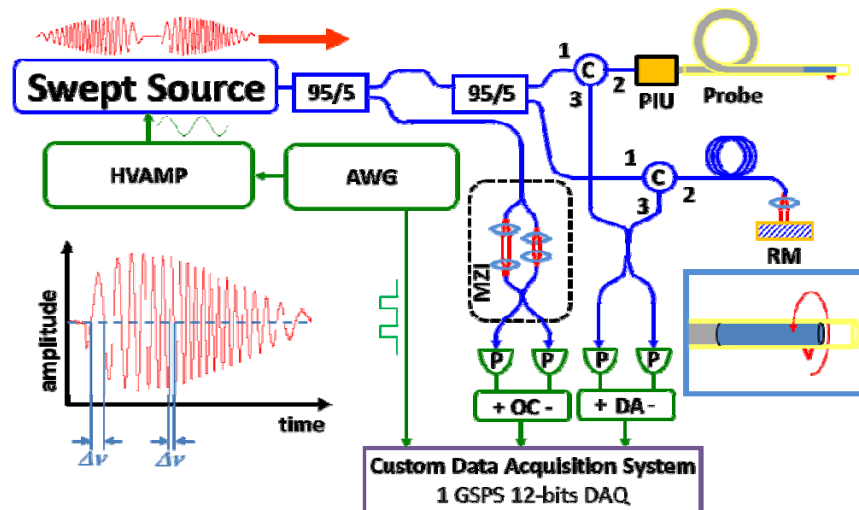 Swept Source
95/5
95/5
1
C
2
3
PIU
Probe
HVAMP
AWG
1
C
2
3
RM
MZI
amplitude
time
Δν
Δν
P
P
P
P
+ OC -
+ DA -
Custom Data Acquisition System
1 GSPS 12-bits DAQ